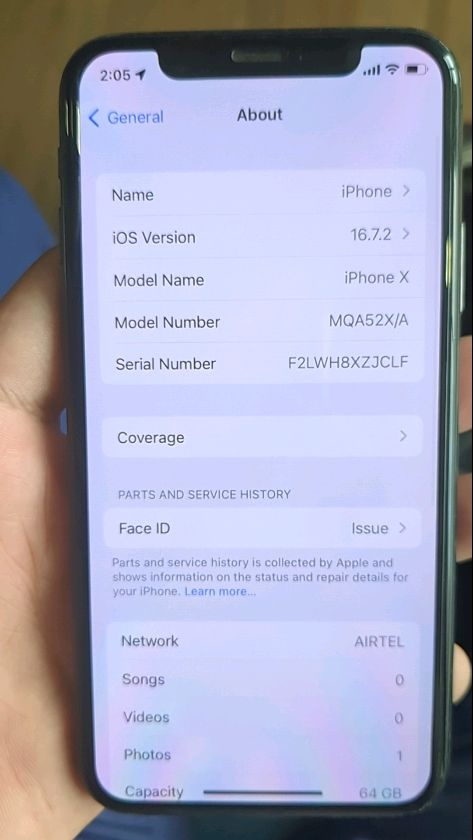 2:05
General
About
Name iPhone
iOS Version 16.7.2
Model Name iPhone X
Model Number MQA52X/A
Serial Number F2LWH8XZJCLF
Coverage
PARTS AND SERVICE HISTORY
Face ID Issue
Parts and service history is collected by Apple and
shows information on the status and repair details for
your iPhone. Learn more...
Network AIRTEL
Songs 0
Videos 0
Photos 1
Capacity 64 GB